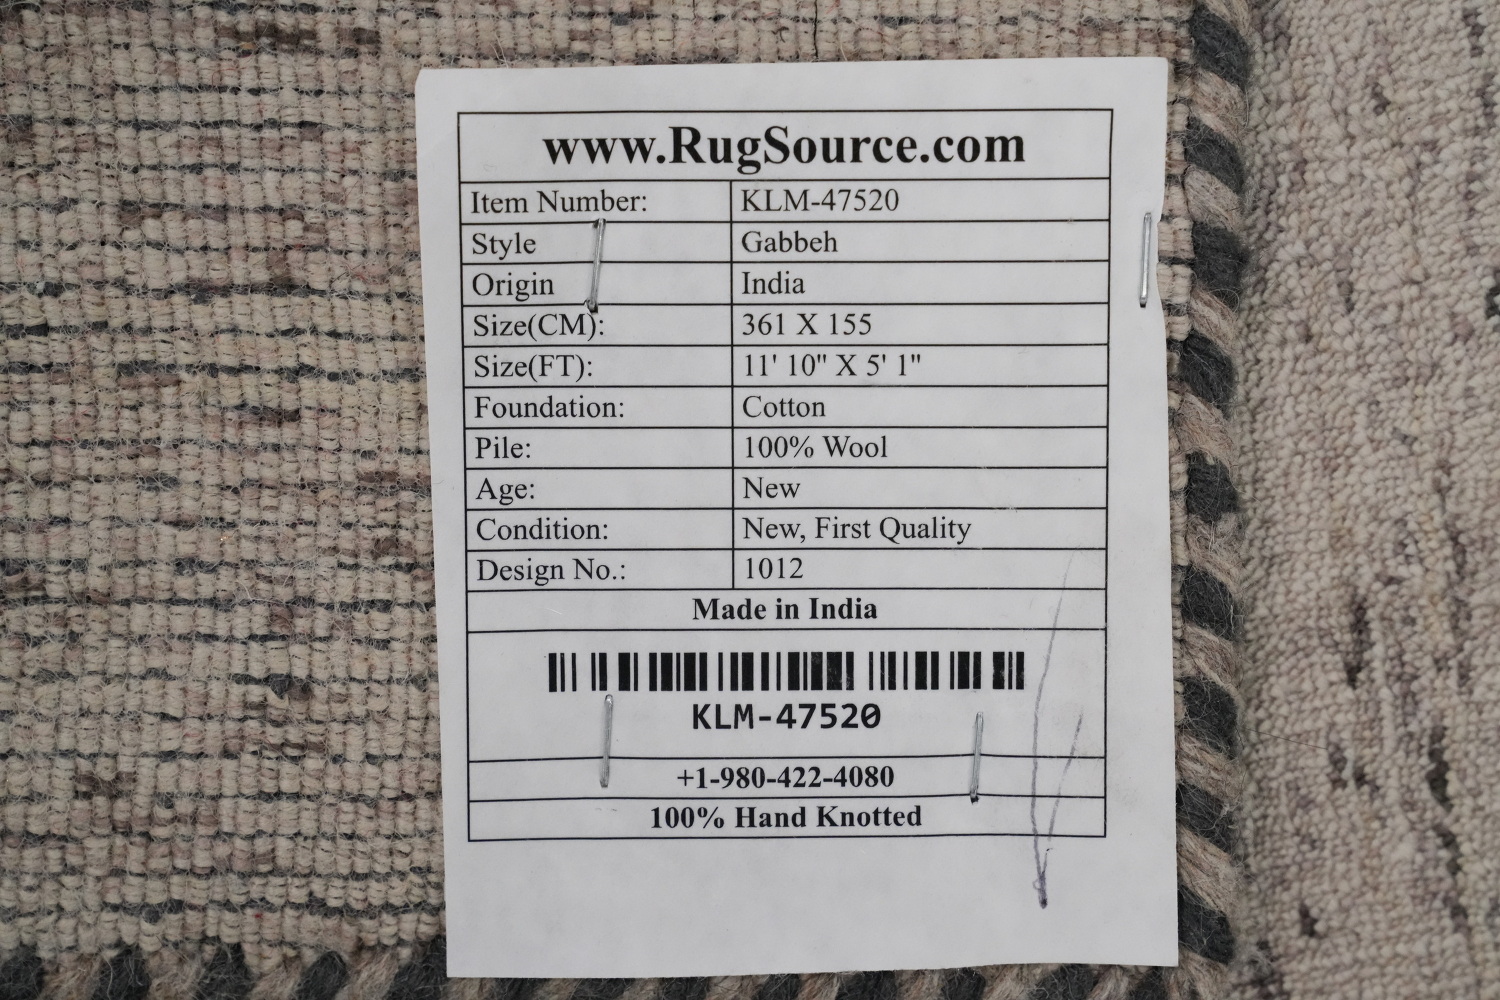 www.RugSource.com
Item Number: KLM-47520
Style Gabbeh
Origin India
Size(CM): 361 X 155
Size(FT): 11' 10" X 5' 1"
Foundation: Cotton
Pile: 100% Wool
Age: New
Condition: New, First Quality
Design No.: 1012
Made in India
KLM-47520
+1-980-422-4080
100% Hand Knotted